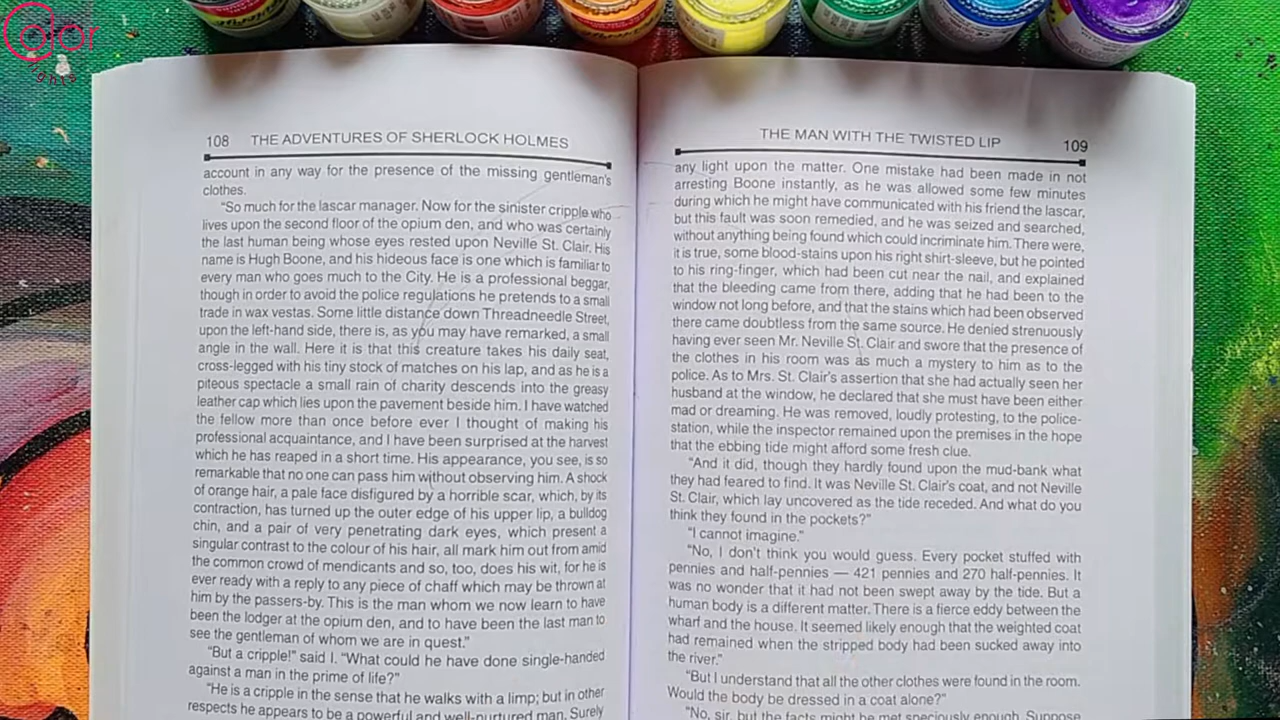 Color
ights
108 THE ADVENTURES OF SHERLOCK HOLMES
account in any way for the presence of the missing gentleman's
clothes.
"So much for the lascar manager. Now for the sinister cripple who
lives upon the second floor of the opium den, and who was certainly
the last human being whose eyes rested upon Neville St. Clair. His
name is Hugh Boone, and his hideous face is one which is familiar to
every man who goes much to the City. He is a professional beggar,
though in order to avoid the police regulations he pretends to a small
trade in wax vestas. Some little distance down Threadneedle Street,
upon the left-hand side, there is, as you may have remarked, a small
angle in the wall. Here it is that this creature takes his daily seat,
cross-legged with his tiny stock of matches on his lap, and as he is a
piteous spectacle a small rain of charity descends into the greasy
leather cap which lies upon the pavement beside him. I have watched
the fellow more than once before ever I thought of making his
professional acquaintance, and I have been surprised at the harvest
which he has reaped in a short time. His appearance, you see, is so
remarkable that no one can pass him without observing him. A shock
of orange hair, a pale face disfigured by a horrible scar, which, by its
contraction, has turned up the outer edge of his upper lip, a bulldog
chin, and a pair of very penetrating dark eyes, which present a
singular contrast to the colour of his hair, all mark him out from amid
the common crowd of mendicants and so, too, does his wit, for he is
ever ready with a reply to any piece of chaff which may be thrown at
him by the passers-by. This is the man whom we now learn to have
been the lodger at the opium den, and to have been the last man to
see the gentleman of whom we are in quest."
"But a cripple!" said I. "What could he have done single-handed
against a man in the prime of life?"
"He is a cripple in the sense that he walks with a limp; but in other
respects he appears to be a powerful and well-nurtured man. Surely
THE MAN WITH THE TWISTED LIP 109
any light upon the matter. One mistake had been made in not
arresting Boone instantly, as he was allowed some few minutes
during which he might have communicated with his friend the lascar,
but this fault was soon remedied, and he was seized and searched,
without anything being found which could incriminate him. There were,
it is true, some blood-stains upon his right shirt-sleeve, but he pointed
to his ring-finger, which had been cut near the nail, and explained
that the bleeding came from there, adding that he had been to the
window not long before, and that the stains which had been observed
there came doubtless from the same source. He denied strenuously
having ever seen Mr. Neville St. Clair and swore that the presence of
the clothes in his room was as much a mystery to him as to the
police. As to Mrs. St. Clair's assertion that she had actually seen her
husband at the window, he declared that she must have been either
mad or dreaming. He was removed, loudly protesting, to the police-
station, while the inspector remained upon the premises in the hope
that the ebbing tide might afford some fresh clue.
"And it did, though they hardly found upon the mud-bank what
they had feared to find. It was Neville St. Clair's coat, and not Neville
St. Clair, which lay uncovered as the tide receded. And what do you
think they found in the pockets?"
"I cannot imagine."
"No, I don't think you would guess. Every pocket stuffed with
pennies and half-pennies — 421 pennies and 270 half-pennies. It
was no wonder that it had not been swept away by the tide. But a
human body is a different matter. There is a fierce eddy between the
wharf and the house. It seemed likely enough that the weighted coat
had remained when the stripped body had been sucked away into
the river."
"But I understand that all the other clothes were found in the room.
Would the body be dressed in a coat alone?"
"No, sir, but the facts might be met speciously enough. Suppose